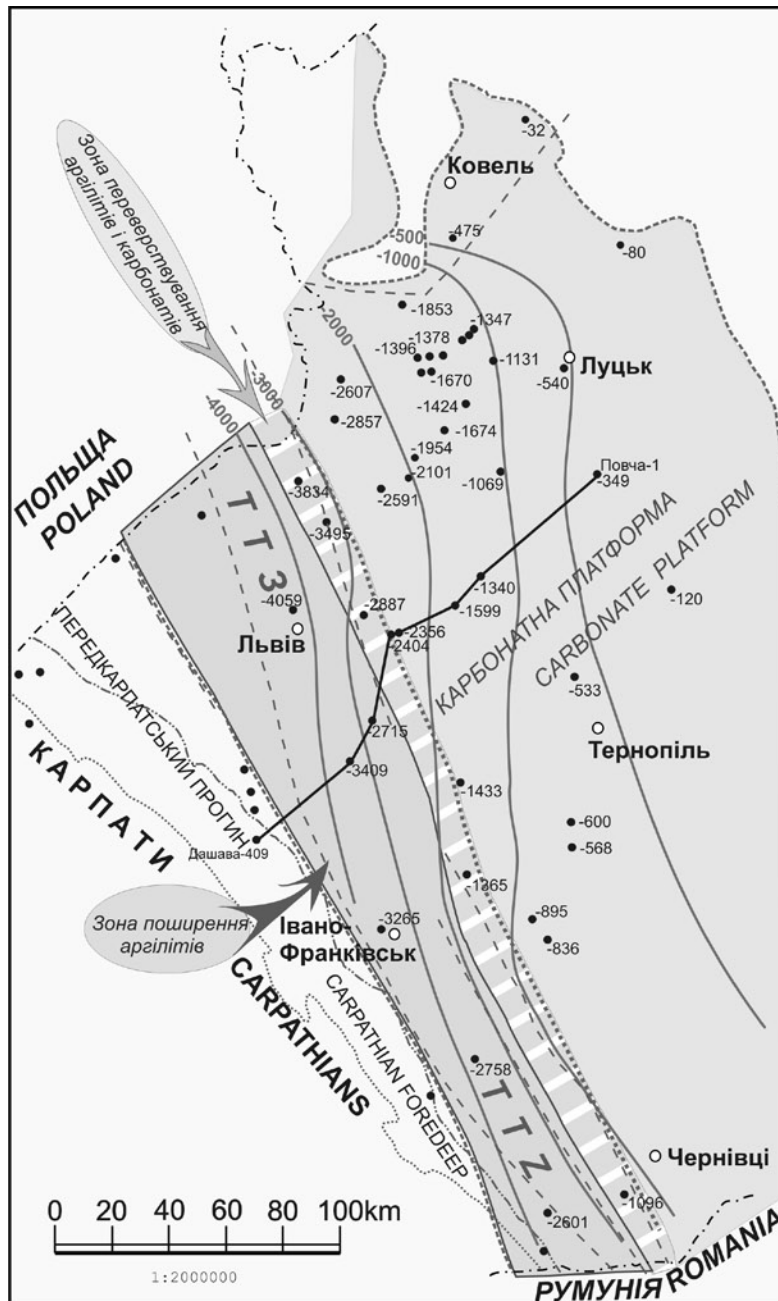 -32
Ковель
Зона переверствування
аргілітів і карбонатів
-475
-80
-500
-1000
-1853
-2000
-1347
-1378
-1396
-1131
Луцьк
-540
-1670
-2607
-3000
-4000
-1424
-2857
-1674
-1954
-2101
-1069
Повча-1
-349
ПОЛЬЩА
POLAND
-3834
-2591
ТТЗ
-3495
КАРБОНАТНА ПЛАТФОРМА
CARBONATE PLATFORM
-1340
-120
-4059
-2887
-1599
Львів
-2356
-2404
ПЕРЕДКАРПАТСЬКИЙ ПРОГИН
-533
-2715
Тернопіль
КАРПАТИ
-3409
-1433
-600
Дашава-409
-568
-1265
Зона поширення
аргілітів
-895
-3265
Івано-
Франківськ
-836
CARPATHIANS
CARPATHIAN FOREDEEP
-2758
TTZ
Чернівці
-1096
-2601
0 20 40 60 80 100km
1:2000000
РУМУНІЯ
ROMANIA